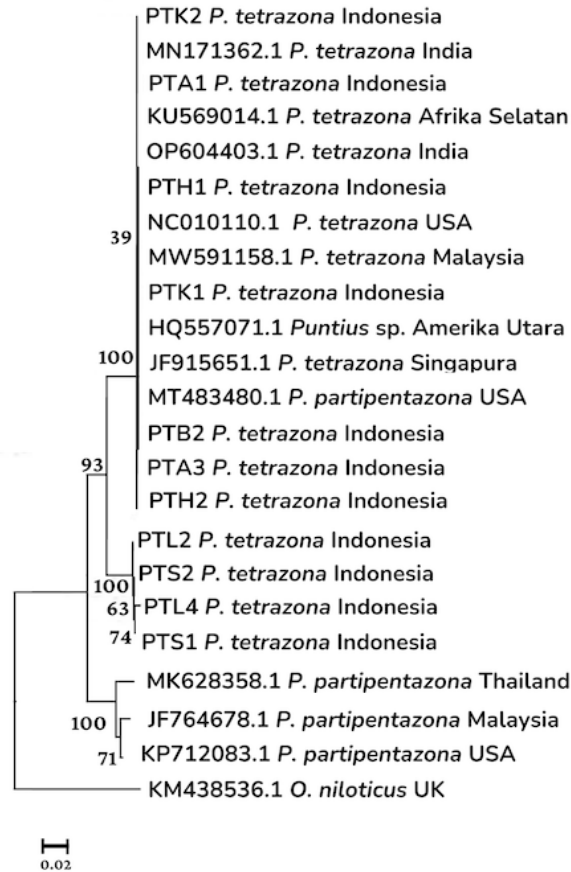 PTK2 P. tetrazona Indonesia
MN171362.1 P. tetrazona India
PTA1 P. tetrazona Indonesia
KU569014.1 P. tetrazona Afrika Selatan
OP604403.1 P. tetrazona India
PTH1 P. tetrazona Indonesia
NC010110.1 P. tetrazona USA
39
MW591158.1 P. tetrazona Malaysia
PTK1 P. tetrazona Indonesia
HQ557071.1 Puntius sp. Amerika Utara
100
JF915651.1 P. tetrazona Singapura
MT483480.1 P. partipentazona USA
PTB2 P. tetrazona Indonesia
93
PTA3 P. tetrazona Indonesia
PTH2 P. tetrazona Indonesia
PTL2 P. tetrazona Indonesia
PTS2 P. tetrazona Indonesia
100
63
PTL4 P. tetrazona Indonesia
74
PTS1 P. tetrazona Indonesia
MK628358.1 P. partipentazona Thailand
100
JF764678.1 P. partipentazona Malaysia
71
KP712083.1 P. partipentazona USA
KM438536.1 O. niloticus UK
0.02